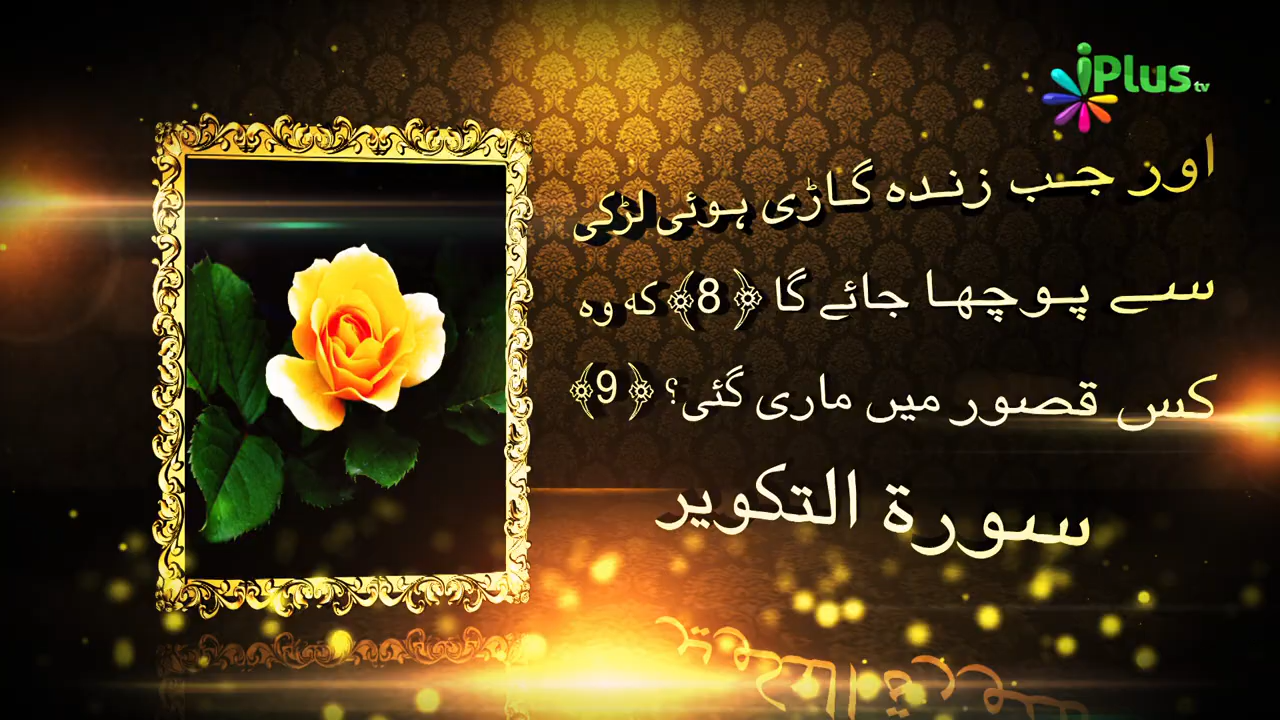 iPlus tv
اور جب زندہ گاڑی ہوئی لڑکی
سے پوچھا جائے گا ﴿8﴾ کہ وہ
کس قصور میں ماری گئی؟ ﴿9﴾
سورة التکویر